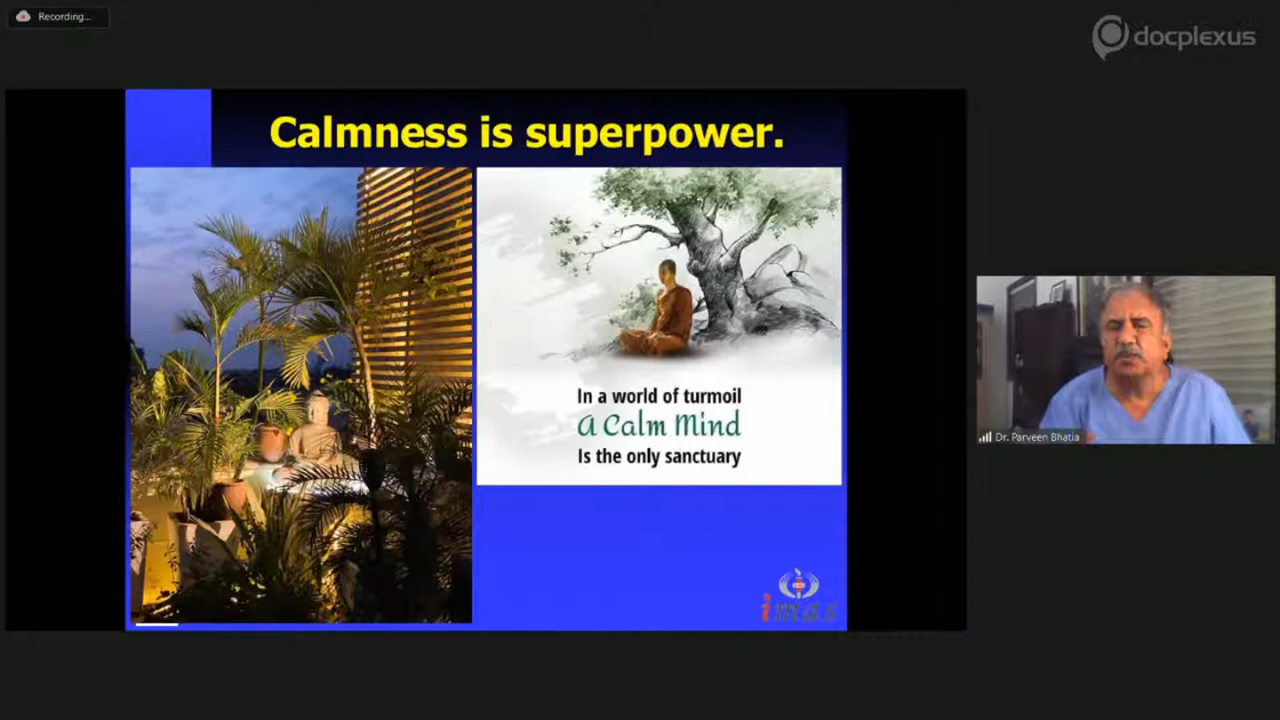 Recording...
docplexus
Calmness is superpower.
In a world of turmoil
A Calm Mind
Is the only sanctuary
imas
Dr. Parveen Bhatia